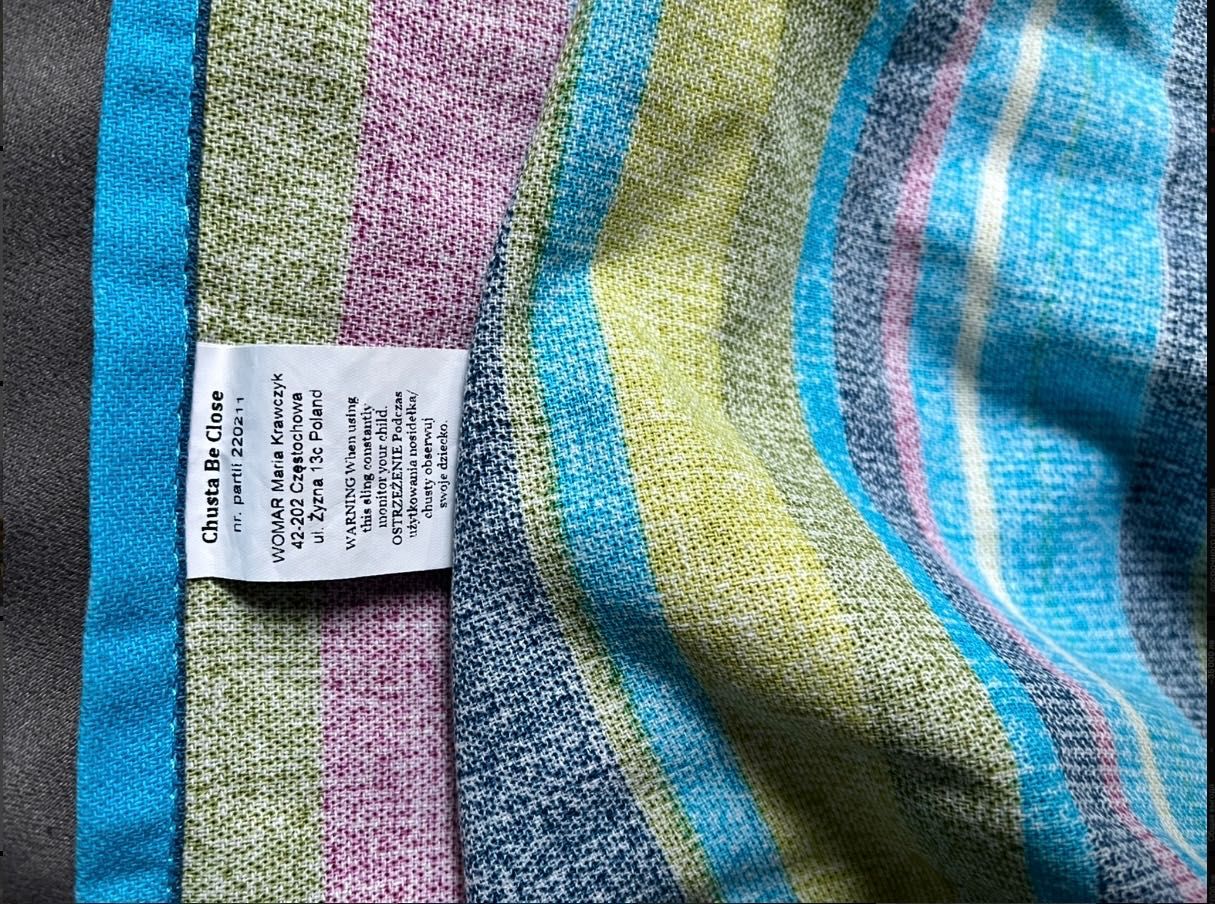 Chusta Be Close
nr. partii 220211
WOMAR Maria Krawczyk
42-202 Częstochowa
ul. Żyzna 13c Poland
WARNING When using
this sling constantly
monitor your child.
OSTRZEŻENIE Podczas
użytkowania nosidełka/
chusty obserwuj
swoje dziecko.